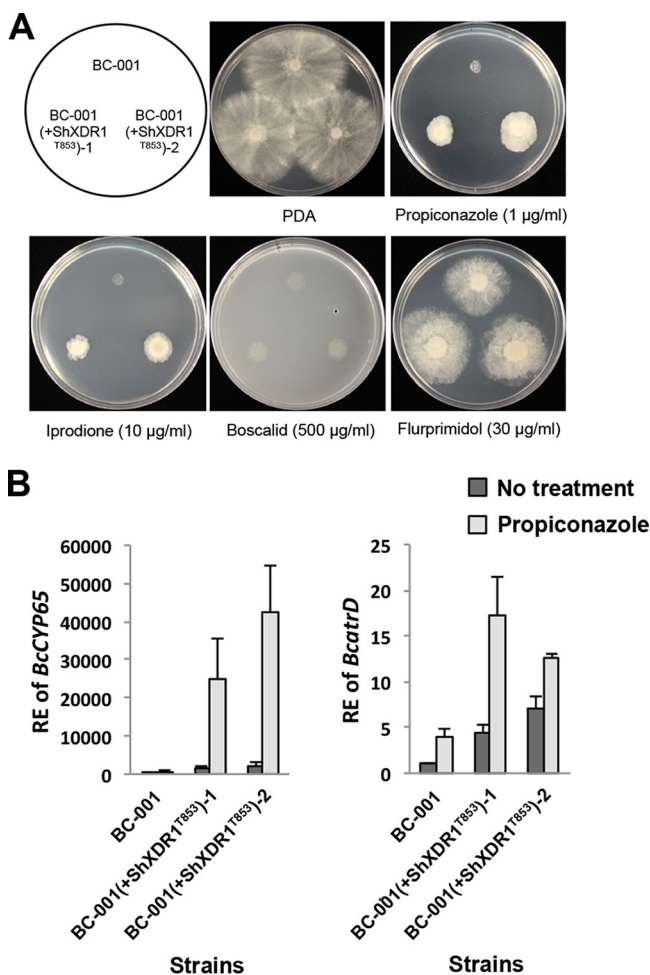 A
BC-001
BC-001 BC-001
(+ShXDR1 (+ShXDR1
T853)-1 T853)-2
PDA
Propiconazole (1 µg/ml)
Iprodione (10 µg/ml)
Boscalid (500 µg/ml)
Flurprimidol (30 µg/ml)
B
No treatment
Propiconazole
RE of BcCYP65
60000
50000
40000
30000
20000
10000
0
BC-001
BC-001(+ShXDR1T853)-1
BC-001(+ShXDR1T853)-2
Strains
RE of BcatrD
25
20
15
10
5
0
BC-001
BC-001(+ShXDR1T853)-1
BC-001(+ShXDR1T853)-2
Strains